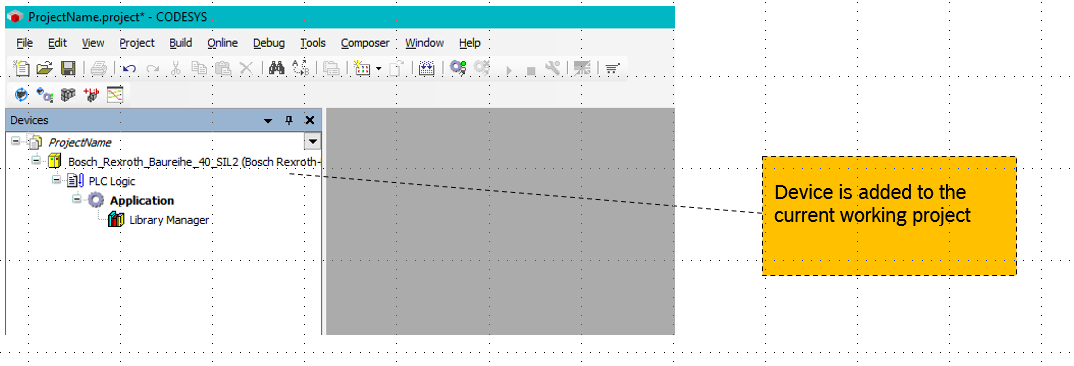 ProjectName.project* - CODESYS
File Edit View Project Build Online Debug Tools Composer Window Help
Devices
ProjectName
Bosch_Rexroth_Baureihe_40_SIL2 (Bosch Rexroth-
PLC Logic
Application
Library Manager
Device is added to the
current working project